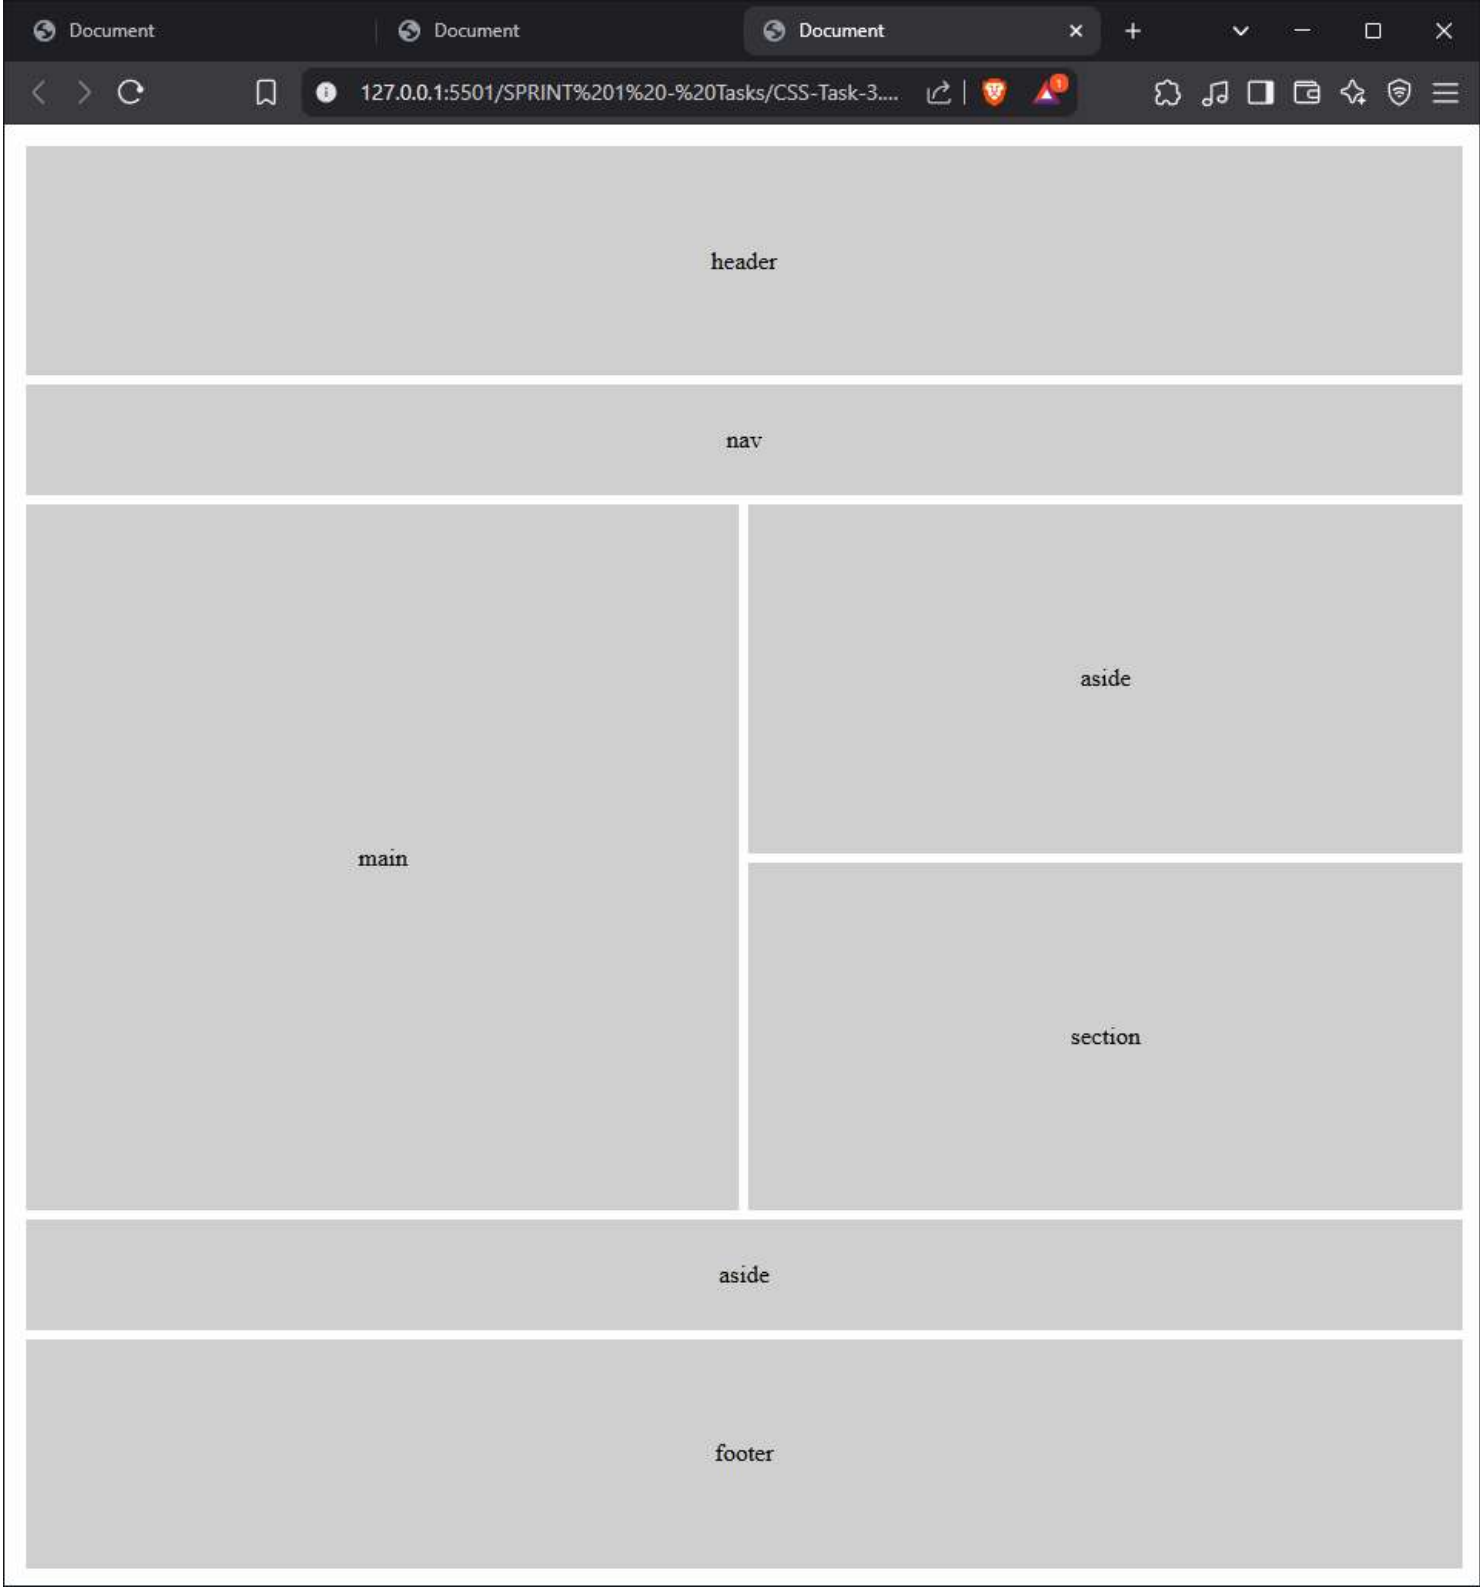 Document
Document
Document
127.0.0.1:5501/SPRINT%201%20-%20Tasks/CSS-Task-3....
1
header
nav
main
aside
section
aside
footer